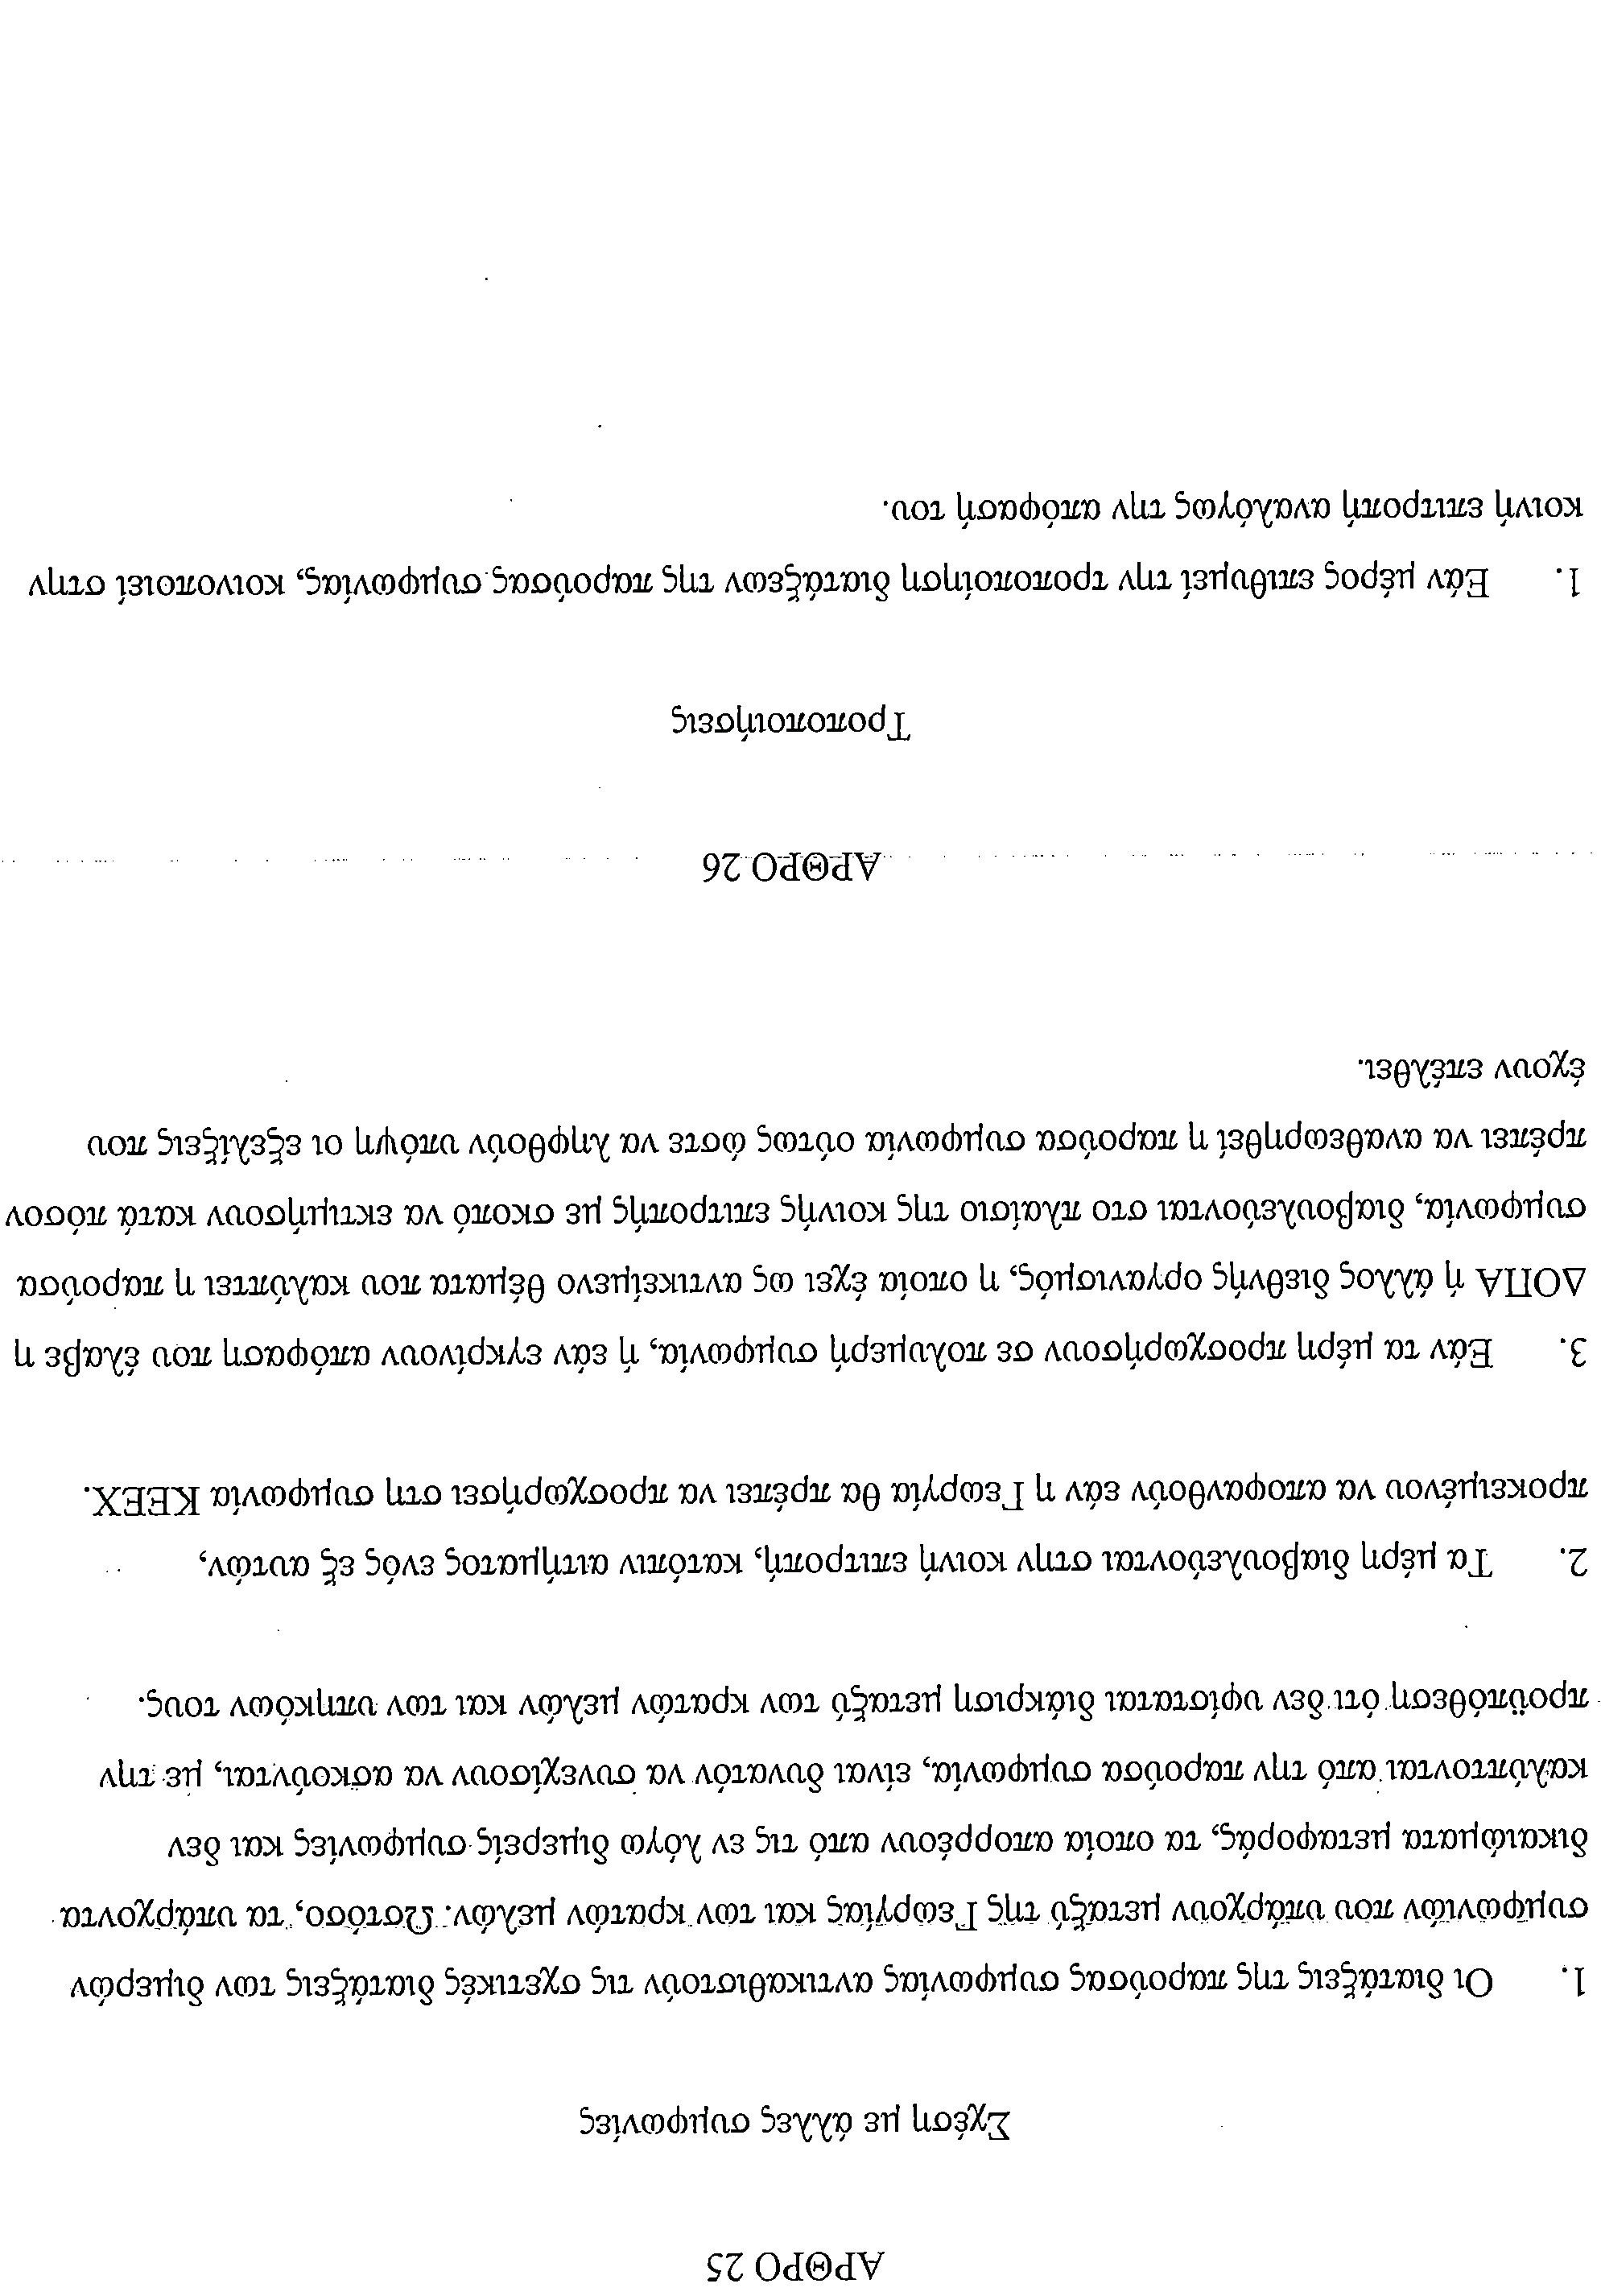 ΑΡΘΡΟ 25
Σχέση με άλλες συμφωνίες
1. Οι διατάξεις της παρούσας συμφωνίας αντικαθιστούν τις σχετικές διατάξεις των διμερών
συμφωνιών που υπάρχουν μεταξύ της Γεωργίας και των κρατών μελών. Ωστόσο, τα υπάρχοντα
δικαιώματα μεταφοράς, τα οποία απορρέουν από τις εν λόγω διμερείς συμφωνίες και δεν
καλύπτονται από την παρούσα συμφωνία, είναι δυνατόν να συνεχίσουν να ασκούνται, με την
προϋπόθεση ότι δεν υφίσταται διάκριση μεταξύ των κρατών μελών και των υπηκόων τους.
2. Τα μέρη διαβουλεύονται στην κοινή επιτροπή, κατόπιν αιτήματος ενός εξ αυτών,
προκειμένου να αποφανθούν εάν η Γεωργία θα πρέπει να προσχωρήσει στη συμφωνία ΚΕΕΧ.
3. Εάν τα μέρη προσχωρήσουν σε πολυμερή συμφωνία, ή εάν εγκρίνουν απόφαση που έλαβε η
ΔΟΠΑ ή άλλος διεθνής οργανισμός, η οποία έχει ως αντικείμενο θέματα που καλύπτει η παρούσα
συμφωνία, διαβουλεύονται στο πλαίσιο της κοινής επιτροπής με σκοπό να εκτιμήσουν κατά πόσον
πρέπει να αναθεωρηθεί η παρούσα συμφωνία ούτως ώστε να ληφθούν υπόψη οι εξελίξεις που
έχουν επέλθει.
ΑΡΘΡΟ 26
Τροποποιήσεις
1. Εάν μέρος επιθυμεί την τροποποίηση διατάξεων της παρούσας συμφωνίας, κοινοποιεί στην
κοινή επιτροπή αναλόγως την απόφασή του.